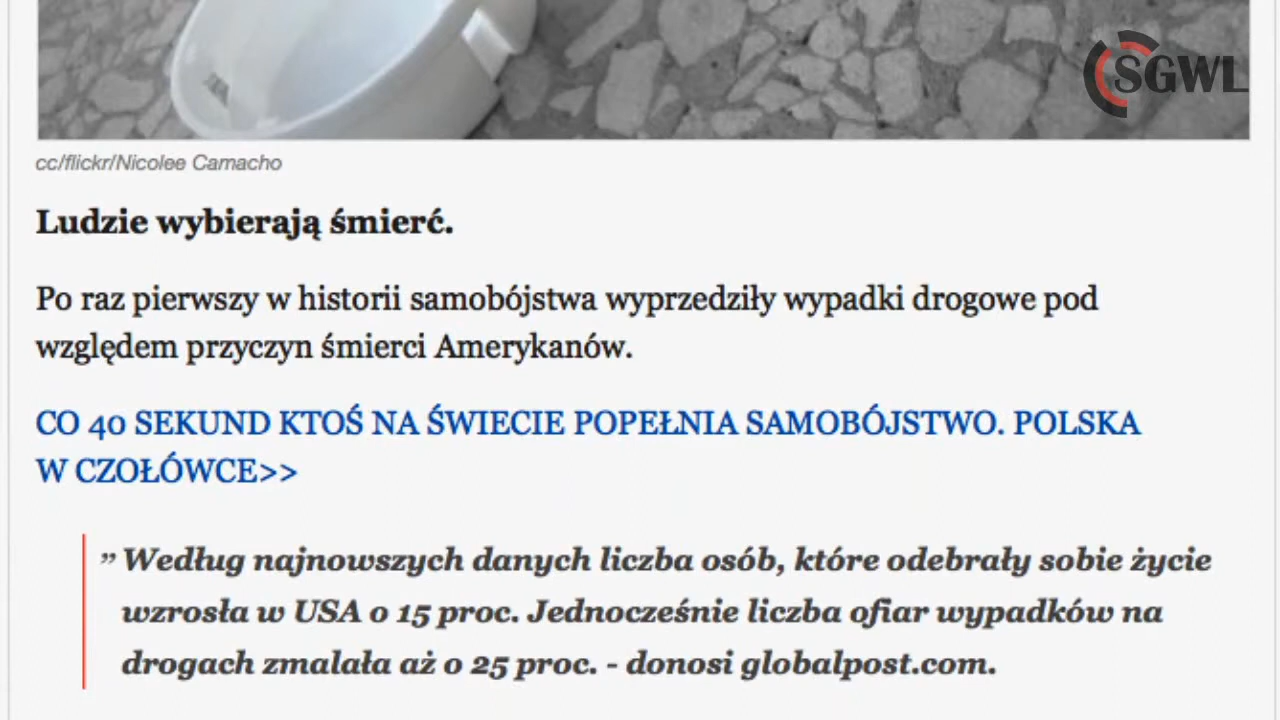 SGWL
cc/flickr/Nicolee Camacho
Ludzie wybierają śmierć.
Po raz pierwszy w historii samobójstwa wyprzedziły wypadki drogowe pod
względem przyczyn śmierci Amerykanów.
CO 40 SEKUND KTOŚ NA ŚWIECIE POPEŁNIA SAMOBÓJSTWO. POLSKA
W CZOŁÓWCE>>
” Według najnowszych danych liczba osób, które odebrały sobie życie
wzrosła w USA o 15 proc. Jednocześnie liczba ofiar wypadków na
drogach zmalała aż o 25 proc. - donosi globalpost.com.